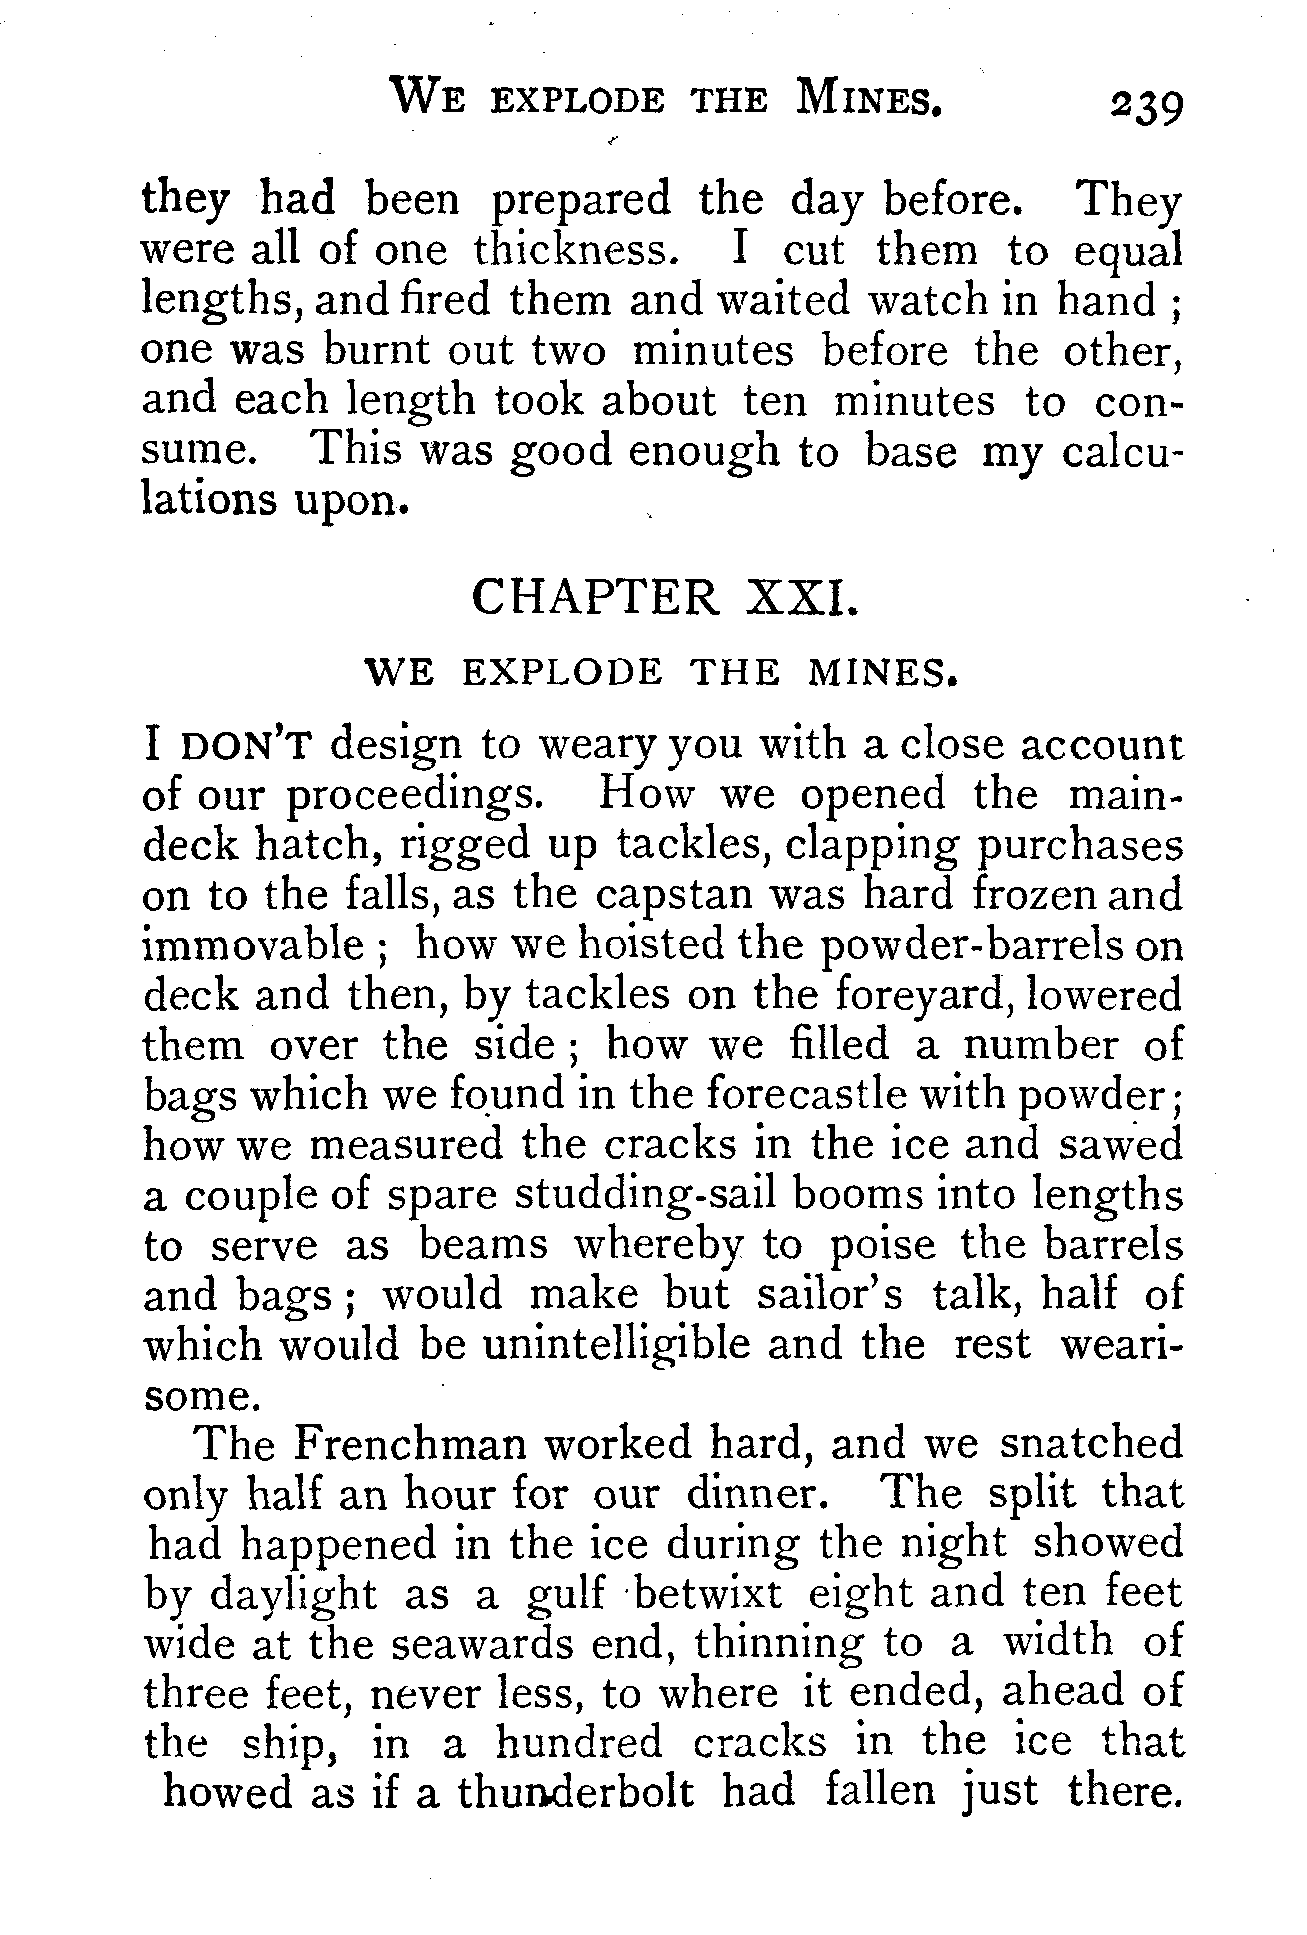 WE EXPLODE THE MINES. 239
they had been prepared the day before. They
were all of one thickness. I cut them to equal
lengths, and fired them and waited watch in hand ;
one was burnt out two minutes before the other,
and each length took about ten minutes to con-
sume. This was good enough to base my calcu-
lations upon.
CHAPTER XXI.
WE EXPLODE THE MINES.
I DON'T design to weary you with a close account
of our proceedings. How we opened the main-
deck hatch, rigged up tackles, clapping purchases
on to the falls, as the capstan was hard frozen and
immovable ; how we hoisted the powder-barrels on
deck and then, by tackles on the foreyard, lowered
them over the side ; how we filled a number of
bags which we found in the forecastle with powder ;
how we measured the cracks in the ice and sawed
a couple of spare studding-sail booms into lengths
to serve as beams whereby to poise the barrels
and bags ; would make but sailor's talk, half of
which would be unintelligible and the rest weari-
some.
The Frenchman worked hard, and we snatched
only half an hour for our dinner. The split that
had happened in the ice during the night showed
by daylight as a gulf betwixt eight and ten feet
wide at the seawards end, thinning to a width of
three feet, never less, to where it ended, ahead of
the ship, in a hundred cracks in the ice that
howed as if a thunderbolt had fallen just there.